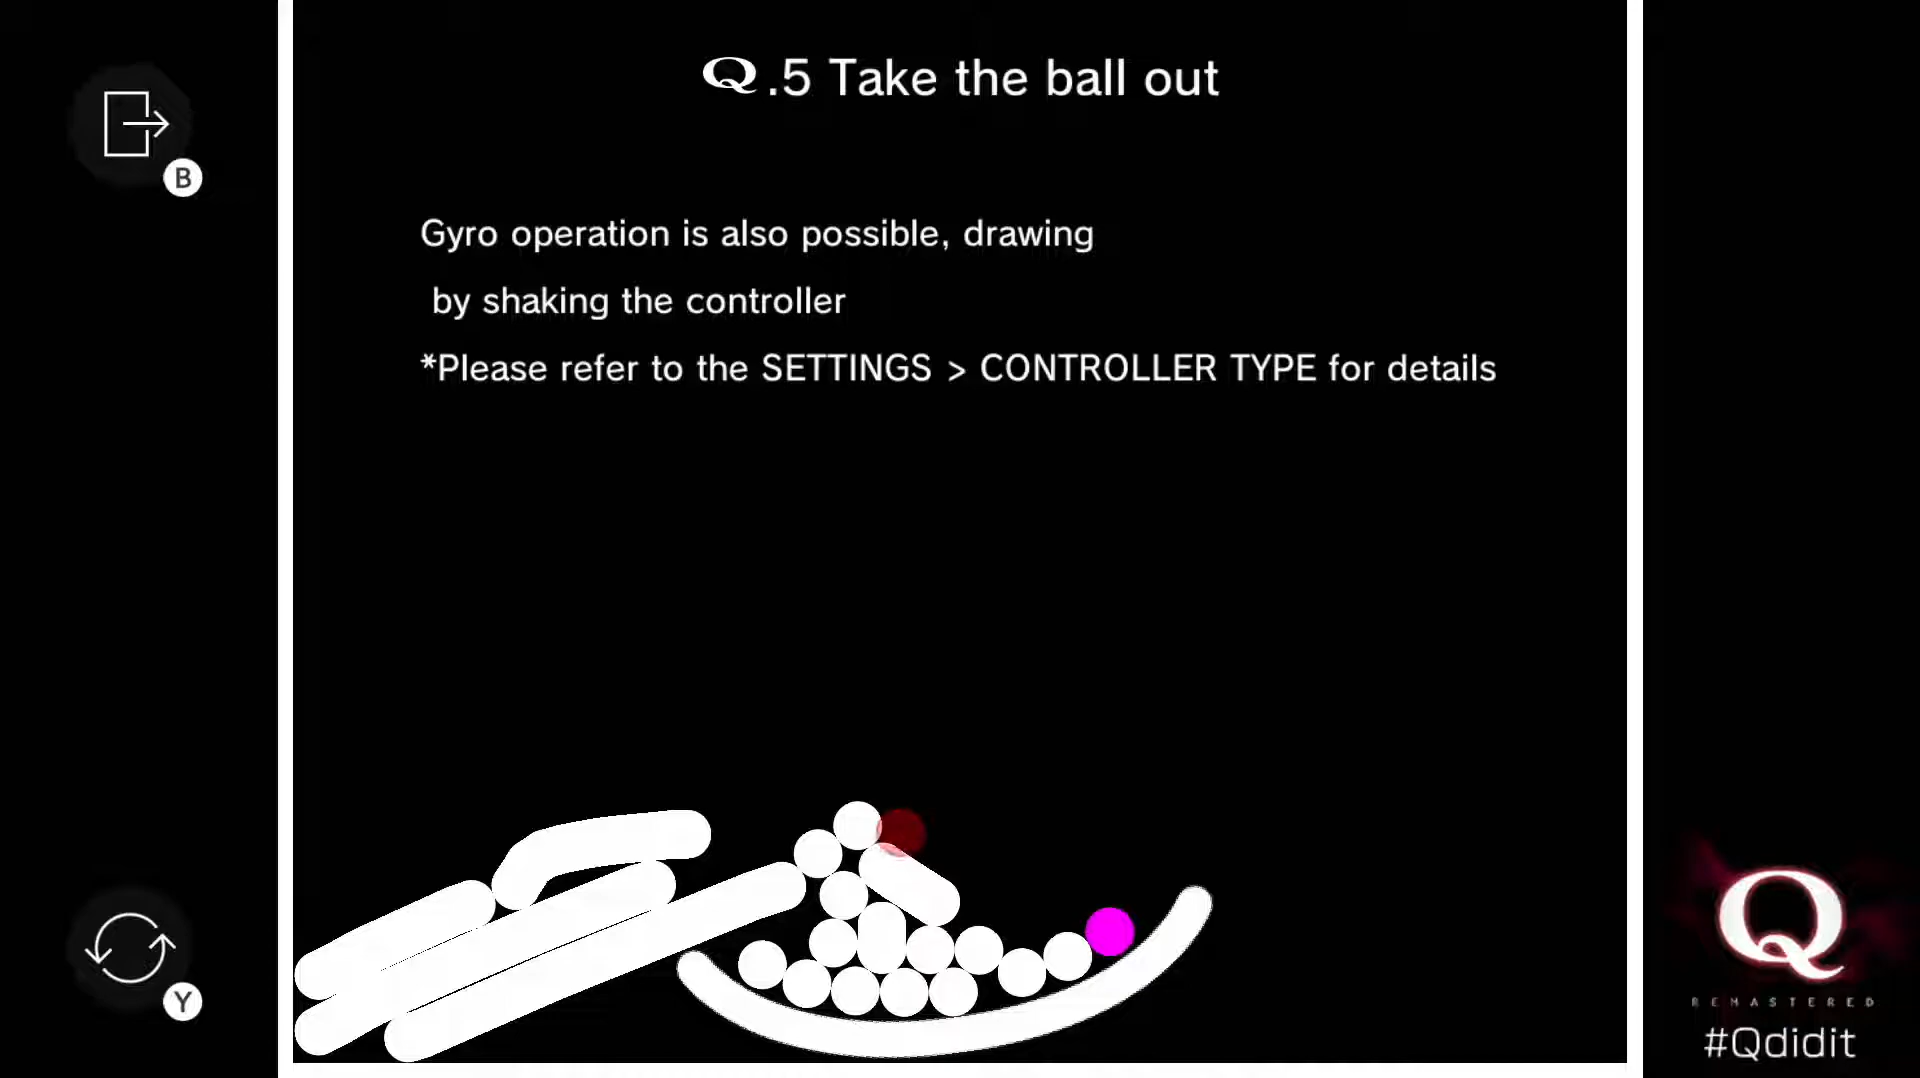 Q.5 Take the ball out
Gyro operation is also possible, drawing
by shaking the controller
*Please refer to the SETTINGS > CONTROLLER TYPE for details
B
Y
Q
REMASTERED
#Qdidit